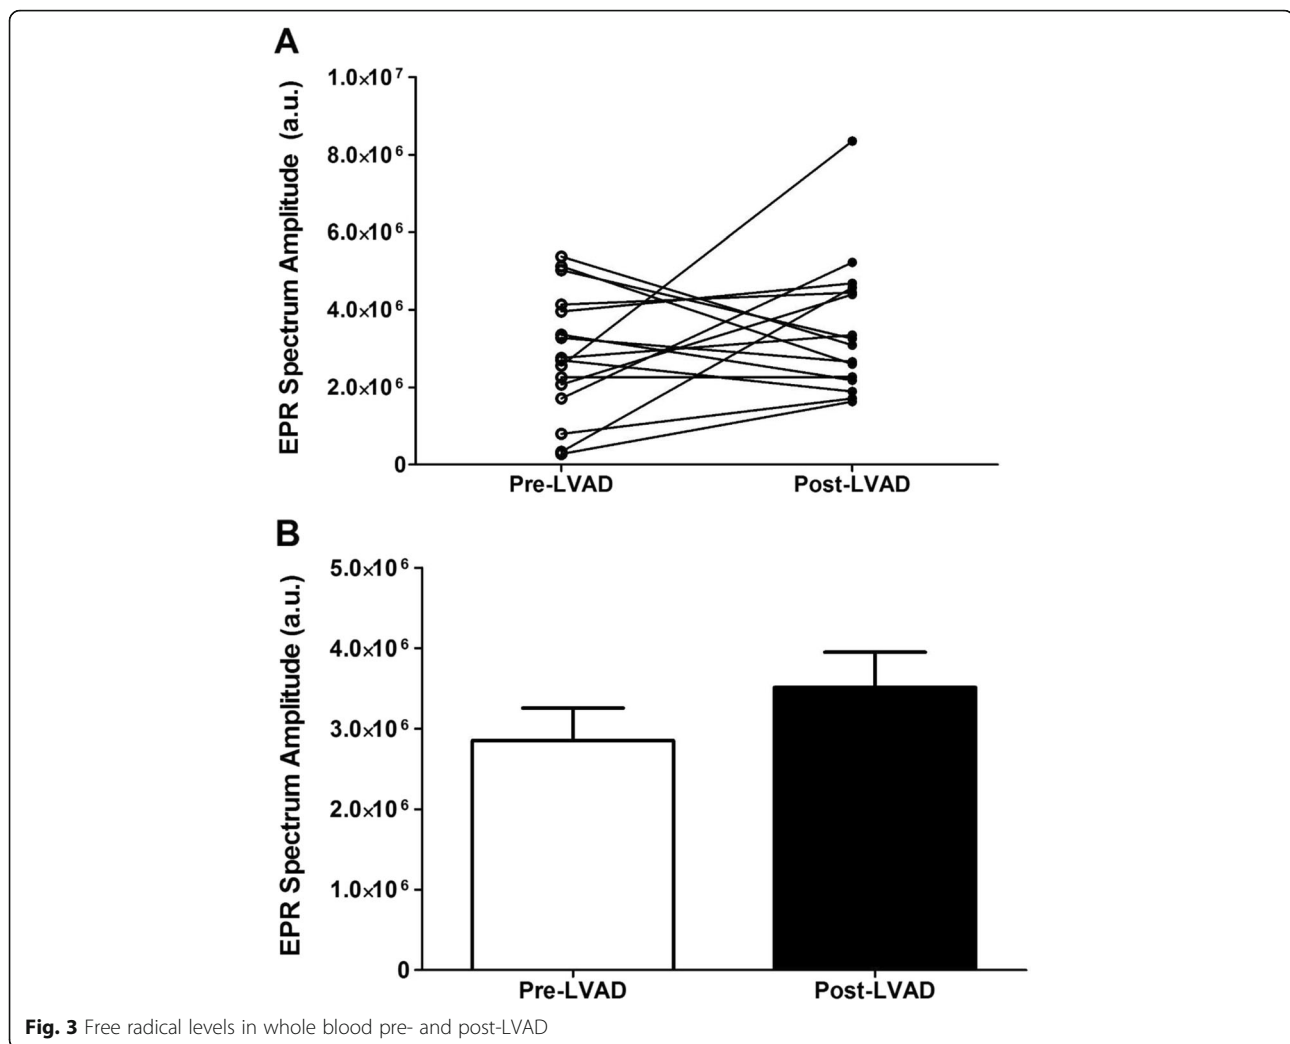 A
EPR Spectrum Amplitude (a.u.)
1.0×10⁷
8.0×10⁶
6.0×10⁶
4.0×10⁶
2.0×10⁶
0
Pre-LVAD Post-LVAD
B
EPR Spectrum Amplitude (a.u.)
5.0×10⁶
4.0×10⁶
3.0×10⁶
2.0×10⁶
1.0×10⁶
0
Pre-LVAD Post-LVAD
Fig. 3 Free radical levels in whole blood pre- and post-LVAD